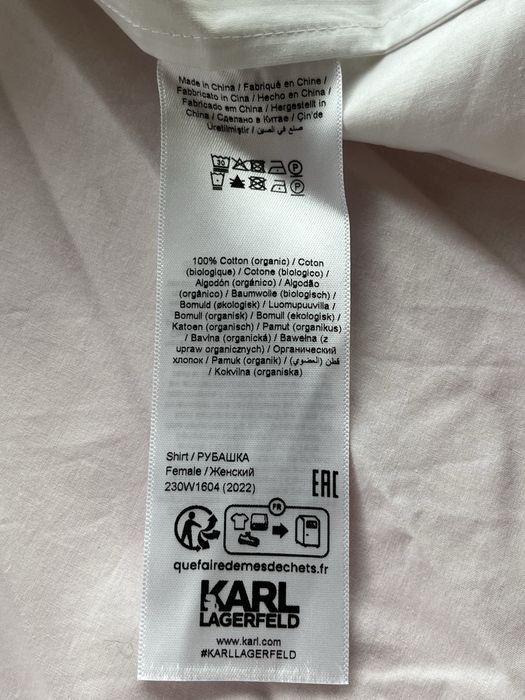 Made in China / Fabriqué en Chine /
Fabbricato in Cina / Hecho en China /
Fabricado em China / Hergestellt in
China / Сделано в Китае / Çin'de
Üretilmiştir / صنع في الصين
30
P
P
100% Cotton (organic) / Coton
(biologique) / Cotone (biologico) /
Algodón (orgánico) / Algodão
(orgânico) / Baumwolle (biologisch) /
Bomuld (økologisk) / Luomupuuvilla /
Bomull (organisk) / Bomull (ekologisk) /
Katoen (organisch) / Pamut (organikus)
/ Bavlna (organická) / Bawełna (z
upraw organicznych) / Органический
хлопок / Pamuk (organik) / قطن (العضوي)
/ Kokvilna (organiska)
Shirt / РУБАШКА
Female / Женский
230W1604 (2022)
EAC
FR
quefairedemesdechets.fr
KARL
LAGERFELD
www.karl.com
#KARLLAGERFELD